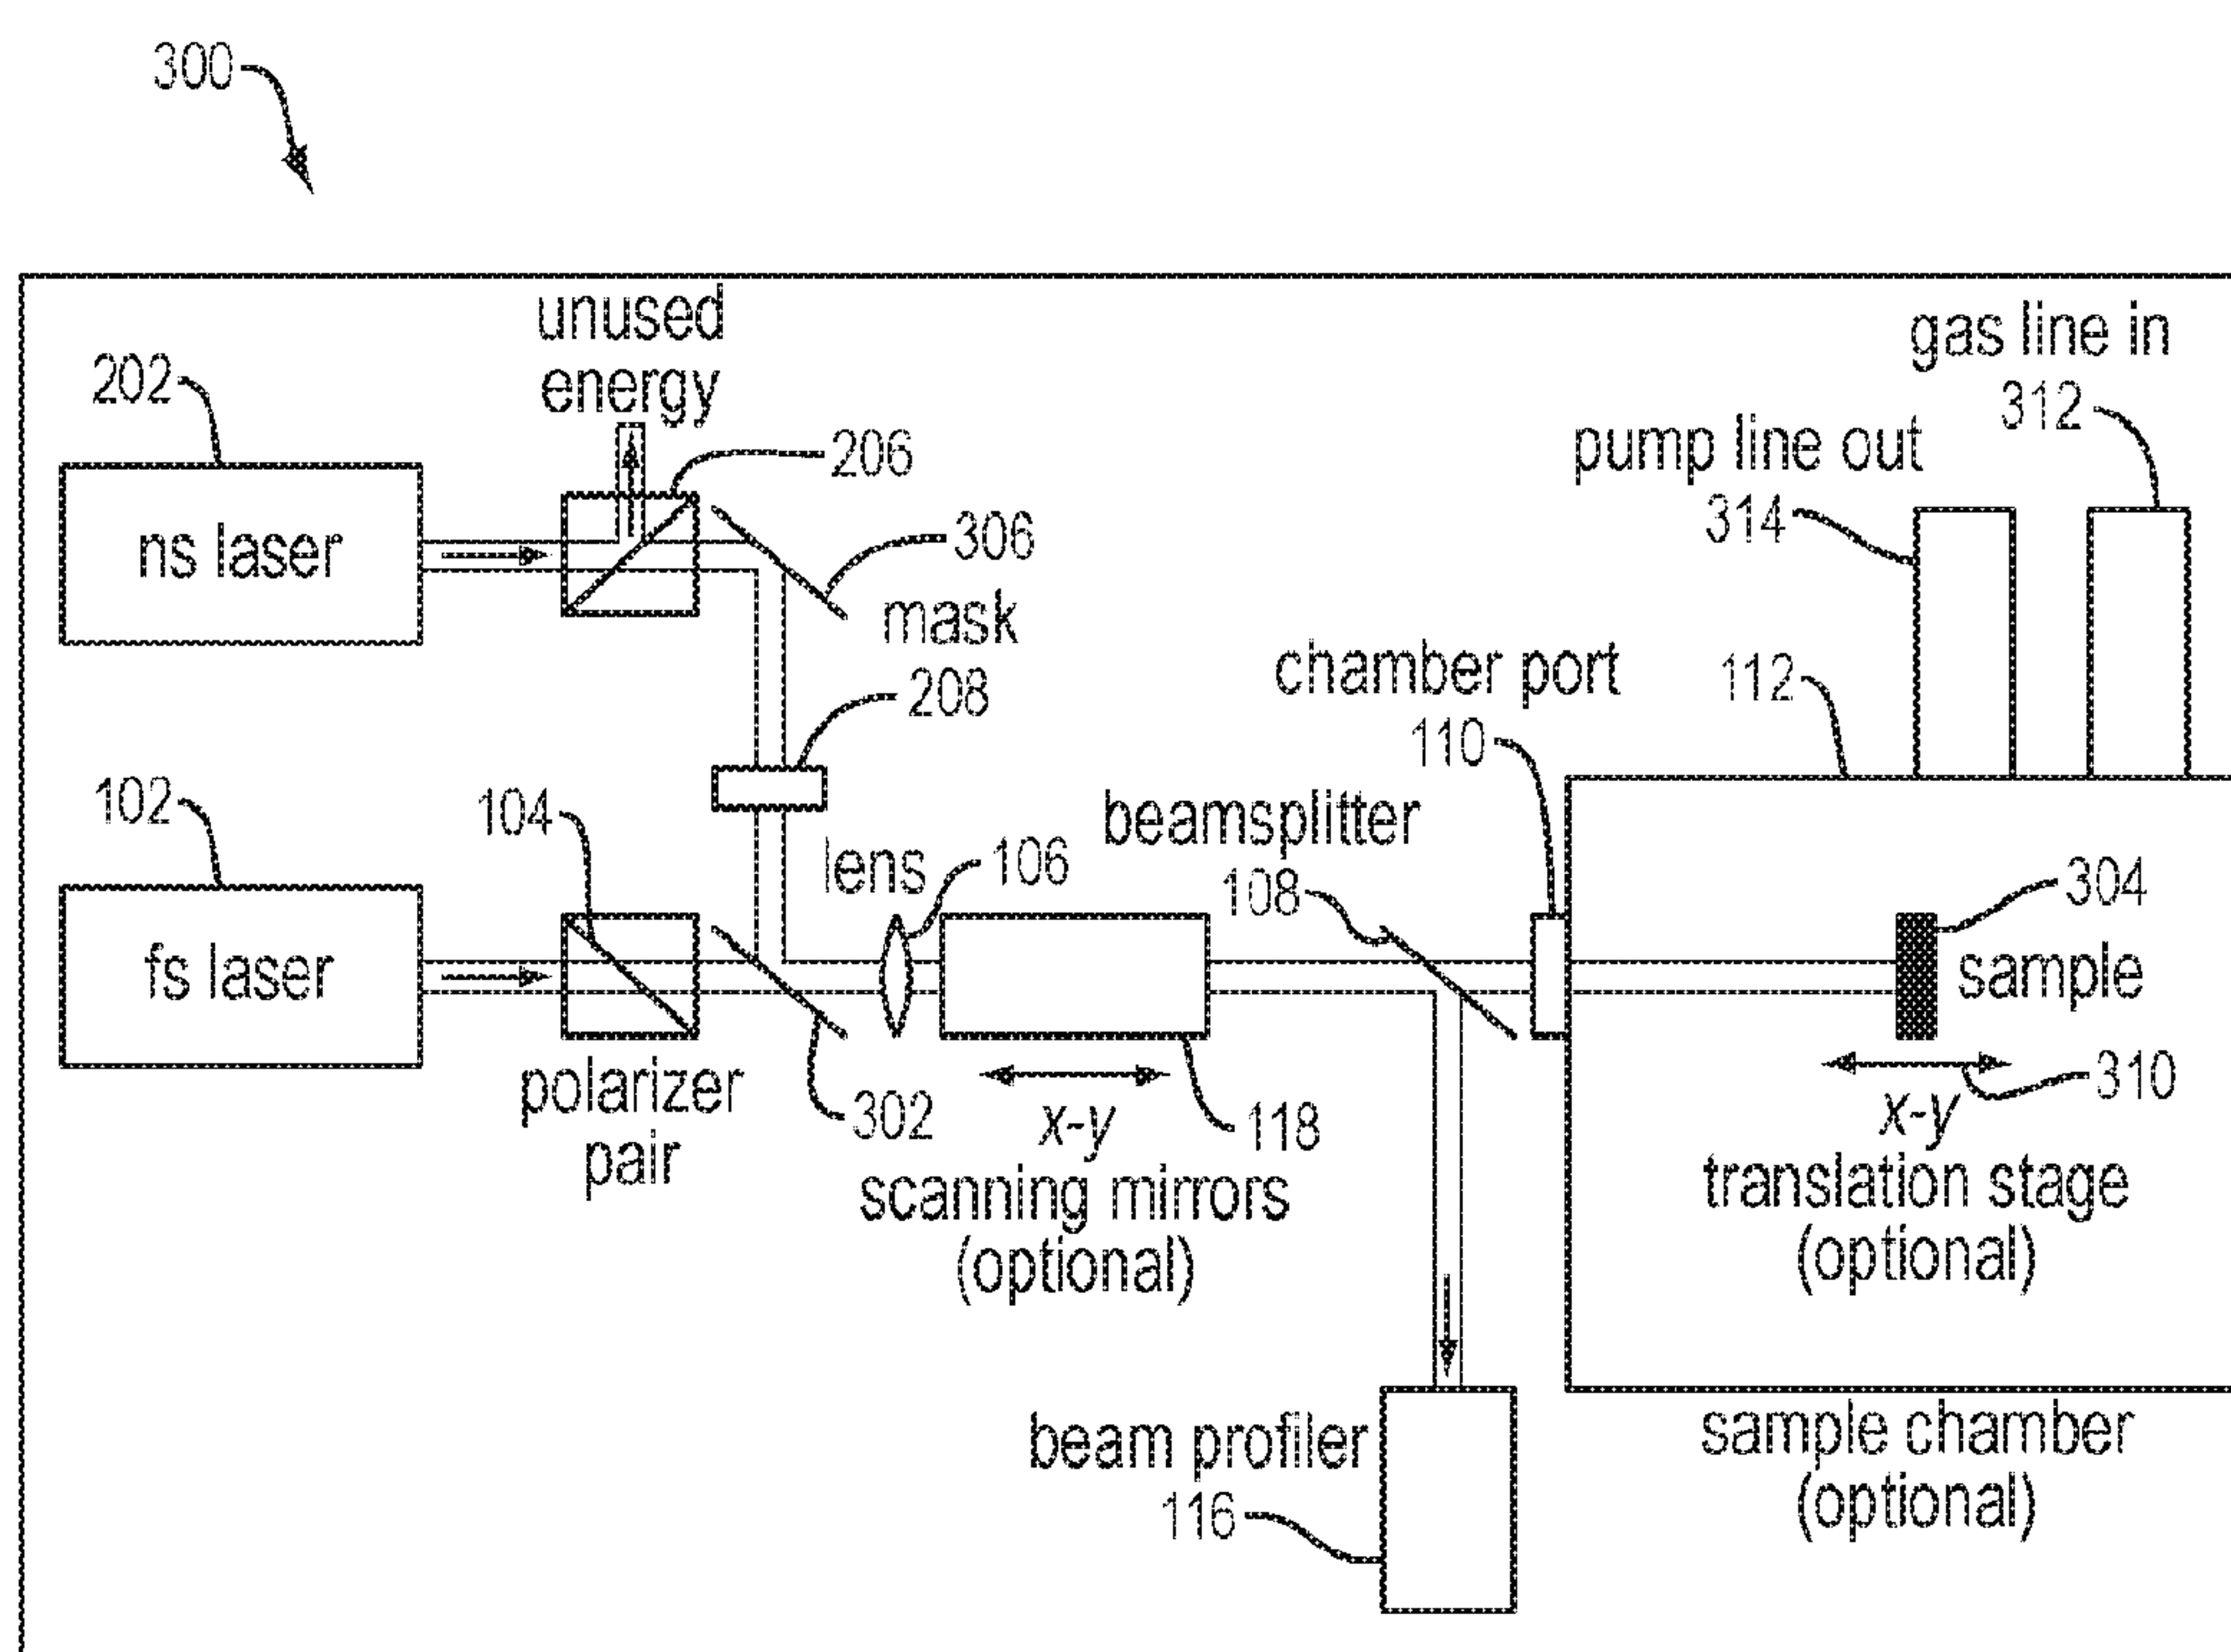 300
unused
energy
202
206
ns laser
306
mask
208
gas line in
312
pump line out
314
chamber port
110
112
102
104
lens
106
beamsplitter
108
304
fs laser
sample
polarizer
pair
302
x-y
118
scanning mirrors
(optional)
310
x-y
translation stage
(optional)
beam profiler
116
sample chamber
(optional)